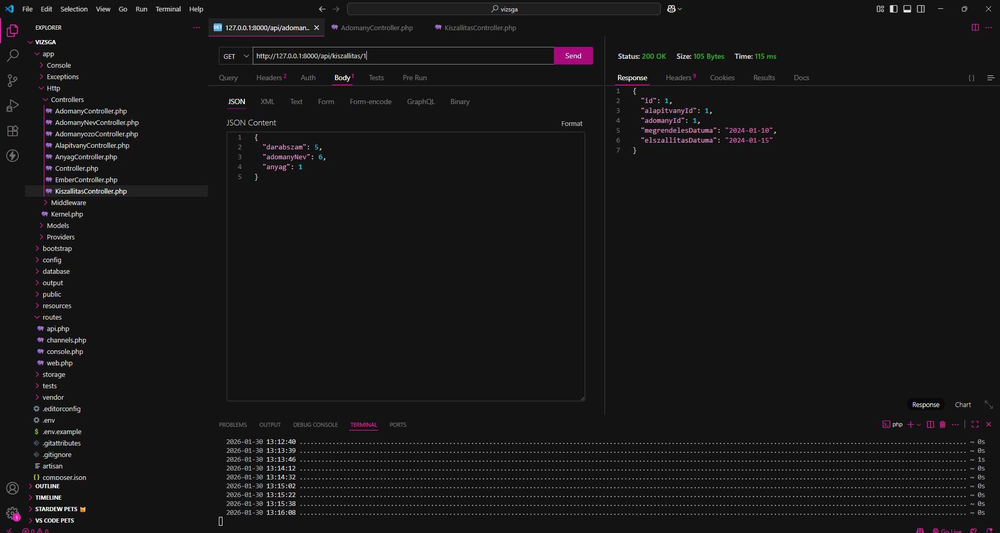 File Edit Selection View Go Run Terminal Help
vizsga
EXPLORER
VIZSGA
app
Console
Exceptions
Http
Controllers
AdomanyController.php
AdomanyNevController.php
AdomanyozoController.php
AlapitvanyController.php
AnyagController.php
Controller.php
EmberController.php
KiszallitasController.php
Middleware
Kernel.php
Models
Providers
bootstrap
config
database
output
public
resources
routes
api.php
channels.php
console.php
web.php
storage
tests
vendor
.editorconfig
.env
$ .env.example
.gitattributes
.gitignore
artisan
{} composer.json
OUTLINE
TIMELINE
STARDEW PETS
VS CODE PETS
1
0 0
GET 127.0.0.1:8000/api/adoman.. AdomanyController.php KiszallitasController.php
GET http://127.0.0.1:8000/api/kiszallitas/1 Send
Query Headers 2 Auth Body 1 Tests Pre Run
JSON XML Text Form Form-encode GraphQL Binary
JSON Content Format
1 {
2 "darabszam": 5,
3 "adomanyNev": 6,
4 "anyag": 1
5 }
Status: 200 OK Size: 105 Bytes Time: 115 ms
Response Headers 9 Cookies Results Docs {}
1 {
2 "id": 1,
3 "alapitvanyId": 1,
4 "adomanyId": 1,
5 "megrendelesDatuma": "2024-01-10",
6 "elszallitasDatuma": "2024-01-15"
7 }
Response Chart
PROBLEMS OUTPUT DEBUG CONSOLE TERMINAL PORTS php
2026-01-30 13:12:40 ~ 0s
2026-01-30 13:13:39 ~ 0s
2026-01-30 13:13:46 ~ 1s
2026-01-30 13:14:12 ~ 0s
2026-01-30 13:14:32 ~ 0s
2026-01-30 13:15:02 ~ 0s
2026-01-30 13:15:22 ~ 0s
2026-01-30 13:15:38 ~ 0s
2026-01-30 13:16:08 ~ 0s
Go Live